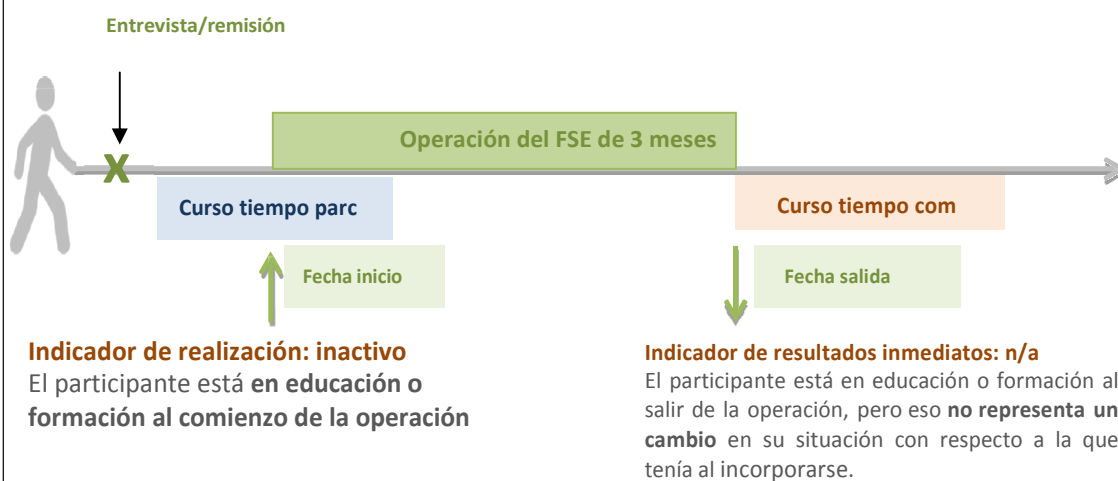 Entrevista/remisión
X
Operación del FSE de 3 meses
Curso tiempo parc
Curso tiempo com
Fecha inicio
Fecha salida
Indicador de realización: inactivo
El participante está en educación o
formación al comienzo de la operación
Indicador de resultados inmediatos: n/a
El participante está en educación o formación al
salir de la operación, pero eso no representa un
cambio en su situación con respecto a la que
tenía al incorporarse.